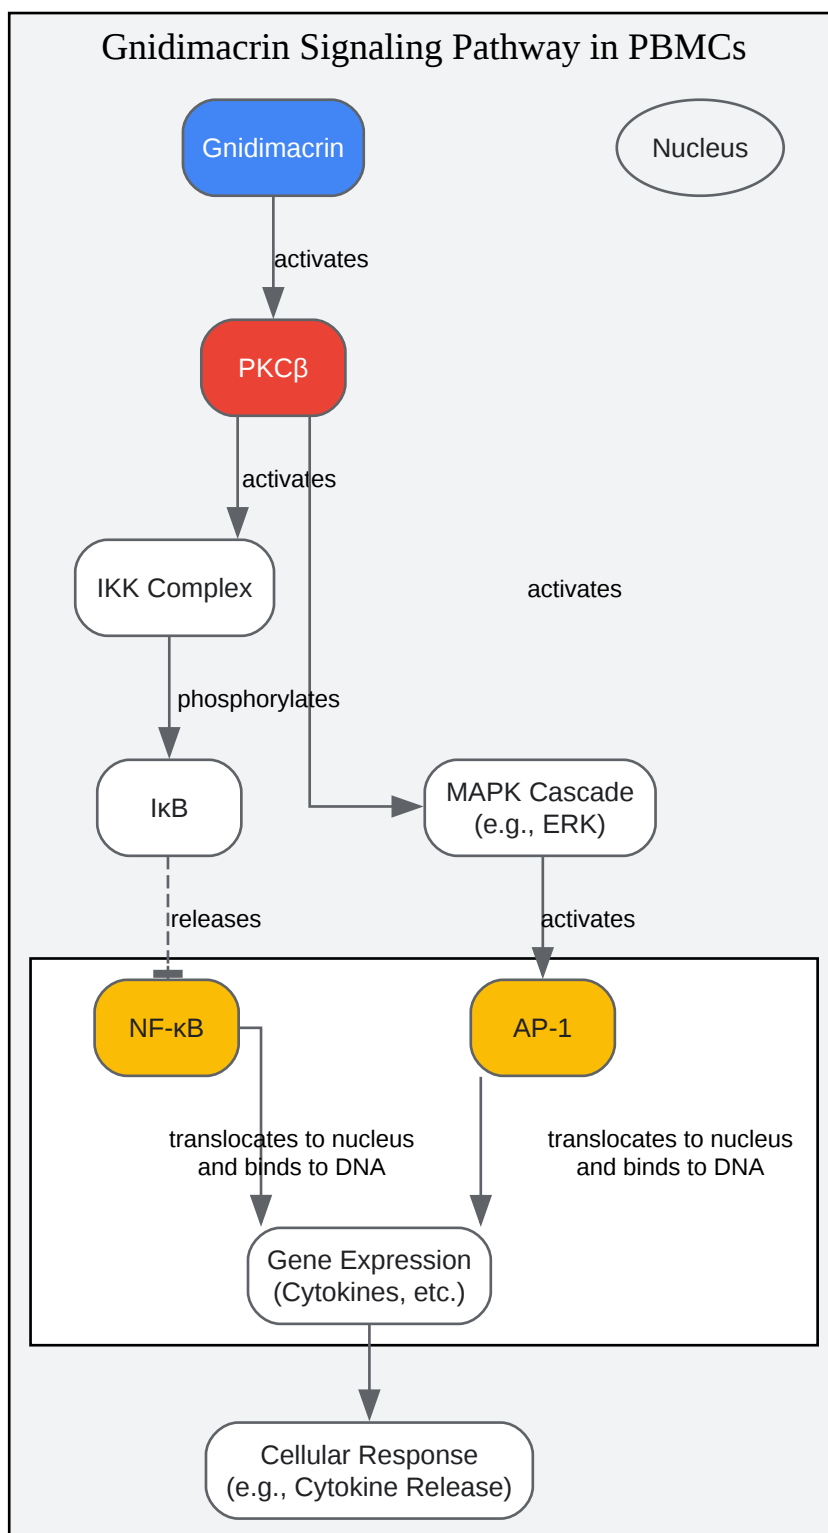 Gnidimacrin Signaling Pathway in PBMCs
Gnidimacrin
Nucleus
activates
PKCβ
activates
IKK Complex
activates
phosphorylates
IκB
MAPK Cascade
(e.g., ERK)
releases
activates
NF-κB
AP-1
translocates to nucleus
and binds to DNA
translocates to nucleus
and binds to DNA
Gene Expression
(Cytokines, etc.)
Cellular Response
(e.g., Cytokine Release)